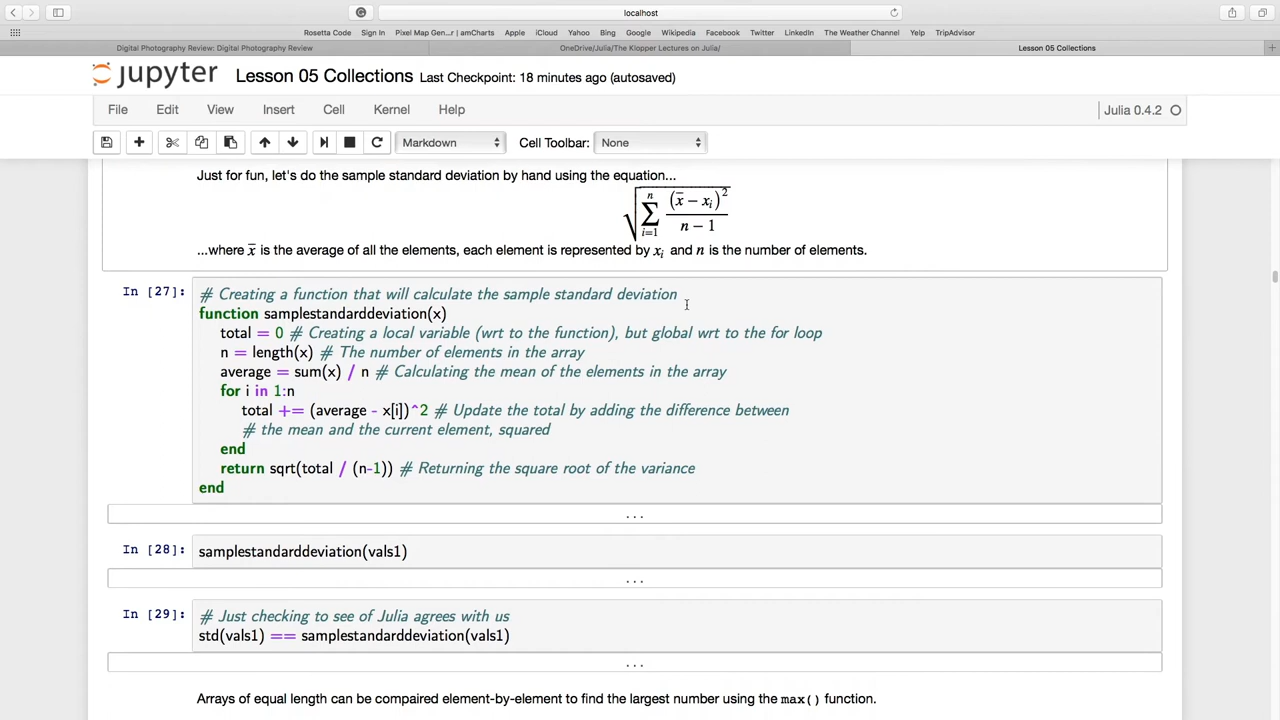 localhost
Rosetta Code Sign In Pixel Map Gen...r | amCharts Apple iCloud Yahoo Bing Google Wikipedia Facebook Twitter LinkedIn The Weather Channel Yelp TripAdvisor
Digital Photography Review: Digital Photography Review OneDrive/Julia/The Klopper Lectures on Julia/ Lesson 05 Collections
jupyter Lesson 05 Collections Last Checkpoint: 18 minutes ago (autosaved)
File Edit View Insert Cell Kernel Help Julia 0.4.2
Markdown Cell Toolbar: None
Just for fun, let's do the sample standard deviation by hand using the equation...
√ n ∑ i=1 (x̄ − xᵢ)² / n − 1
...where x̄ is the average of all the elements, each element is represented by xᵢ and n is the number of elements.
In [27]: # Creating a function that will calculate the sample standard deviation
function samplestandarddeviation(x)
total = 0 # Creating a local variable (wrt to the function), but global wrt to the for loop
n = length(x) # The number of elements in the array
average = sum(x) / n # Calculating the mean of the elements in the array
for i in 1:n
total += (average - x[i])^2 # Update the total by adding the difference between
# the mean and the current element, squared
end
return sqrt(total / (n-1)) # Returning the square root of the variance
end
...
In [28]: samplestandarddeviation(vals1)
...
In [29]: # Just checking to see of Julia agrees with us
std(vals1) == samplestandarddeviation(vals1)
...
Arrays of equal length can be compaired element-by-element to find the largest number using the max() function.